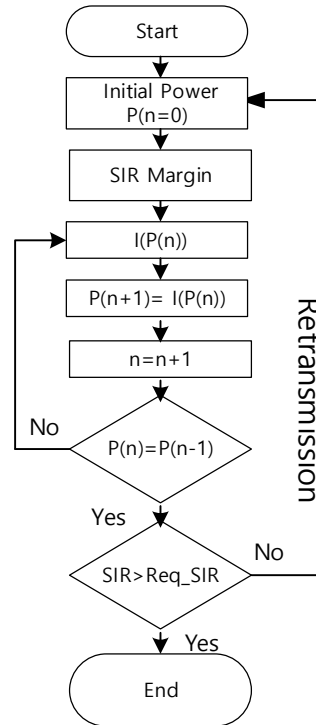 Start
Initial Power
P(n=0)
SIR Margin
I(P(n))
P(n+1)= I(P(n))
n=n+1
No
P(n)=P(n-1)
Yes
SIR>Req_SIR
No
Retransmission
Yes
End